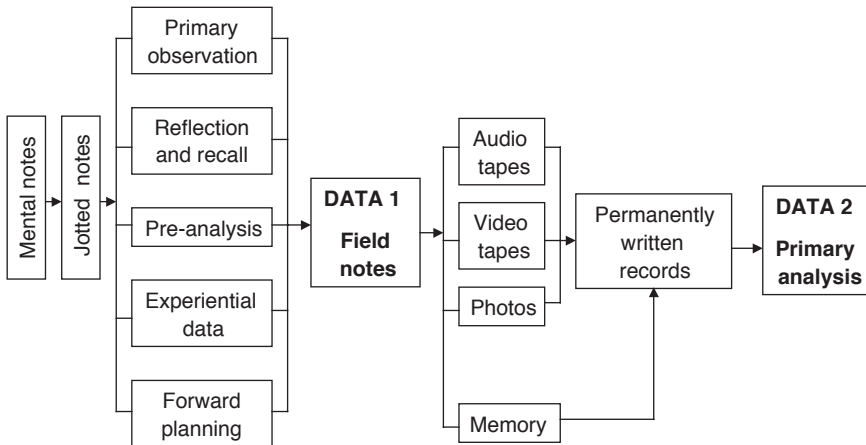 Mental notes
Jotted notes
Primary
observation
Reflection
and recall
Pre-analysis
Experiential
data
Forward
planning
DATA 1
Field
notes
Audio
tapes
Video
tapes
Photos
Memory
Permanently
written
records
DATA 2
Primary
analysis